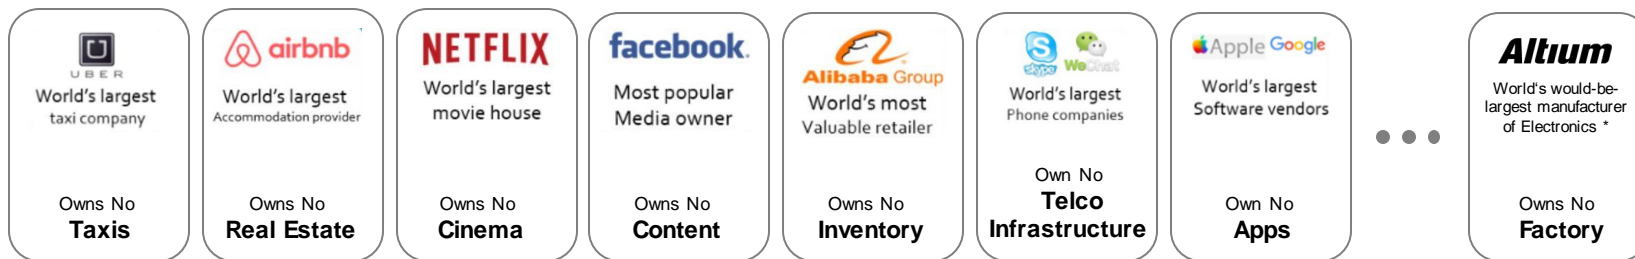 UBER
World's largest
taxi company
Owns No
Taxis
airbnb
World's largest
Accommodation provider
Owns No
Real Estate
NETFLIX
World's largest
movie house
Owns No
Cinema
facebook.
Most popular
Media owner
Owns No
Content
Alibaba Group
World's most
Valuable retailer
Owns No
Inventory
skype WeChat
World's largest
Phone companies
Own No
Telco
Infrastructure
Apple Google
World's largest
Software vendors
Own No
Apps
Altium
World's would-be-
largest manufacturer
of Electronics *
Owns No
Factory